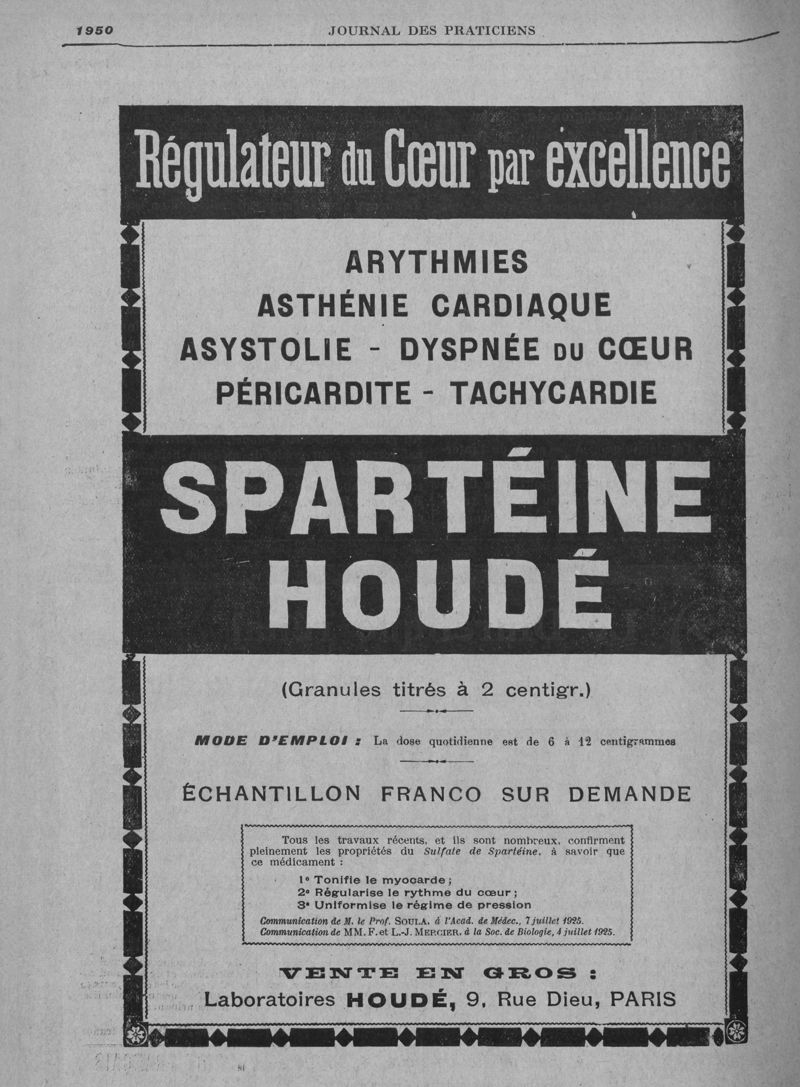 1950
JOURNAL DES PRATICIENS
Régulateur du Cœur par excellence
ARYTHMIES
ASTHÉNIE CARDIAQUE
ASYSTOLIE - DYSPNÉE DU CŒUR
PÉRICARDITE - TACHYCARDIE
SPARTÉINE
HOUDÉ
(Granules titrés à 2 centigr.)
MODE D'EMPLOI : La dose quotidienne est de 6 à 12 centigrammes
ÉCHANTILLON FRANCO SUR DEMANDE
Tous les travaux récents, et ils sont nombreux, confirment
pleinement les propriétés du Sulfate de Spartéine, à savoir que
ce médicament :
1° Tonifie le myocarde ;
2° Régularise le rythme du cœur ;
3° Uniformise le régime de pression
Communication de M. le Prof. SOULA, à l'Acad. de Médec., 7 juillet 1925.
Communication de MM. F. et L.-J. MERCIER, à la Soc. de Biologie, 4 juillet 1925.
VENTE EN GROS :
Laboratoires HOUDÉ, 9, Rue Dieu, PARIS